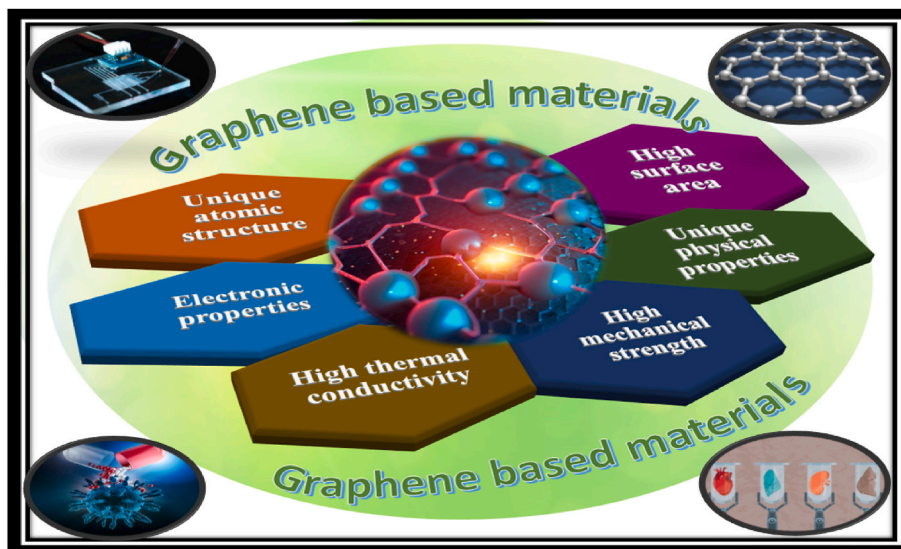 Graphene based materials
Unique
atomic
structure
High
surface
area
Electronic
properties
Unique
physical
properties
High thermal
conductivity
High
mechanical
strength
Graphene based materials